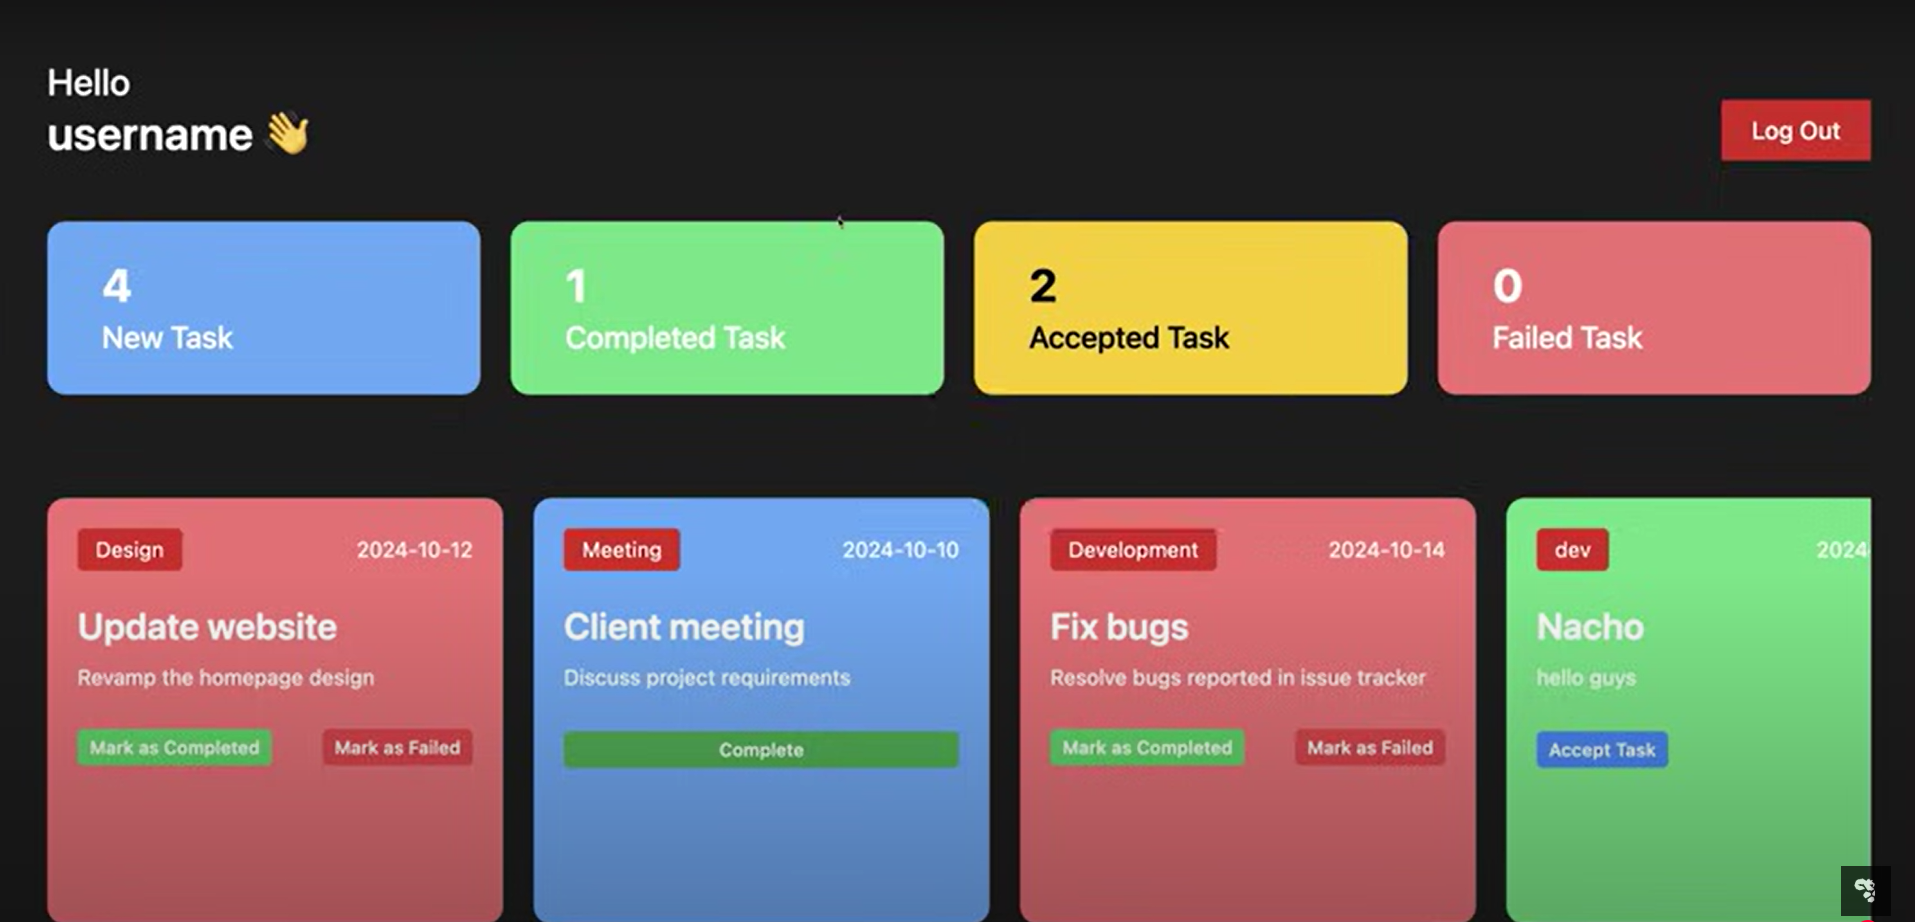 Hello
username 👋
Log Out
4
New Task
1
Completed Task
2
Accepted Task
0
Failed Task
Design
2024-10-12
Update website
Revamp the homepage design
Mark as Completed
Mark as Failed
Meeting
2024-10-10
Client meeting
Discuss project requirements
Complete
Development
2024-10-14
Fix bugs
Resolve bugs reported in issue tracker
Mark as Completed
Mark as Failed
dev
2024
Nacho
hello guys
Accept Task